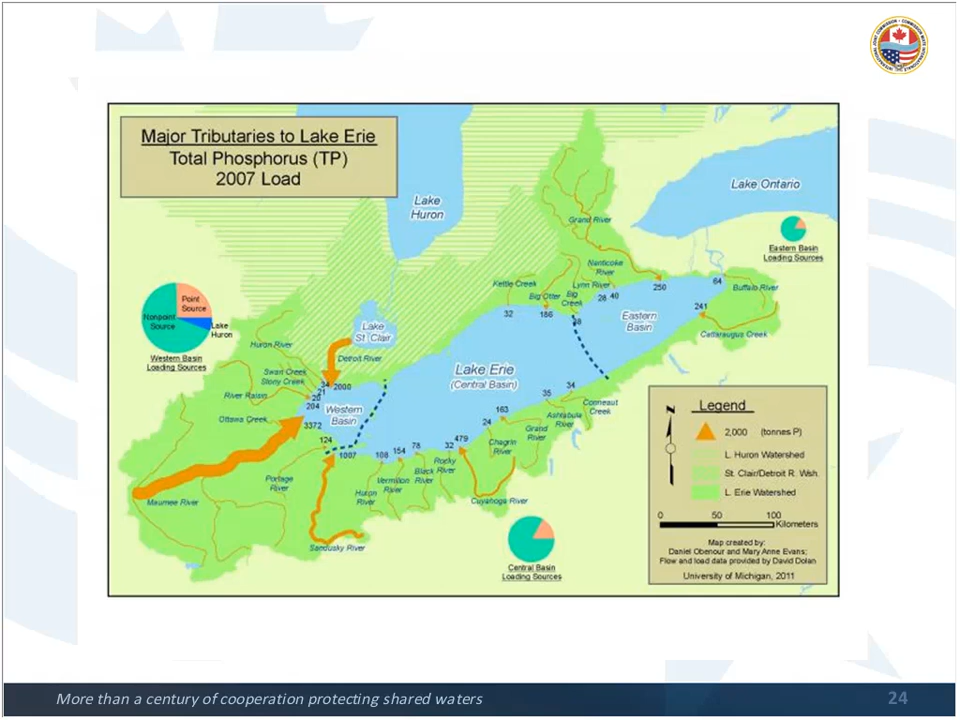 Major Tributaries to Lake Erie
Total Phosphorus (TP)
2007 Load
Lake
Huron
Lake Ontario
Grand River
Eastern Basin
Loading Sources
Nanticoke
River
Kettle Creek
Lynn River
Big Otter
Big
Creek
28
40
250
64
Buffalo River
241
32
186
Eastern
Basin
Cattaraugus Creek
Point
Source
Nonpoint
Source
Lake
Huron
Western Basin
Loading Sources
Lake
St. Clair
Huron River
Detroit River
Lake Erie
(Central Basin)
Swan Creek
Stony Creek
River Raisin
24
21
2008
204
Western
Basin
Ottawa Creek
3372
124
1007
108
154
78
32
479
24
163
35
34
Conneaut
Creek
Ashtabula
River
Grand
River
Chagrin
River
Rocky
River
Black
River
Vermilion
River
Huron
River
Portage
River
Maumee River
Sandusky River
Cuyahoga River
Central Basin
Loading Sources
Legend
N
2,000 (tonnes P)
L. Huron Watershed
St. Clair/Detroit R. Wsh.
L. Erie Watershed
0 50 100
Kilometers
Map created by:
Daniel Obenour and Mary Anne Evans;
Flow and load data provided by David Dolan
University of Michigan, 2011
More than a century of cooperation protecting shared waters
24